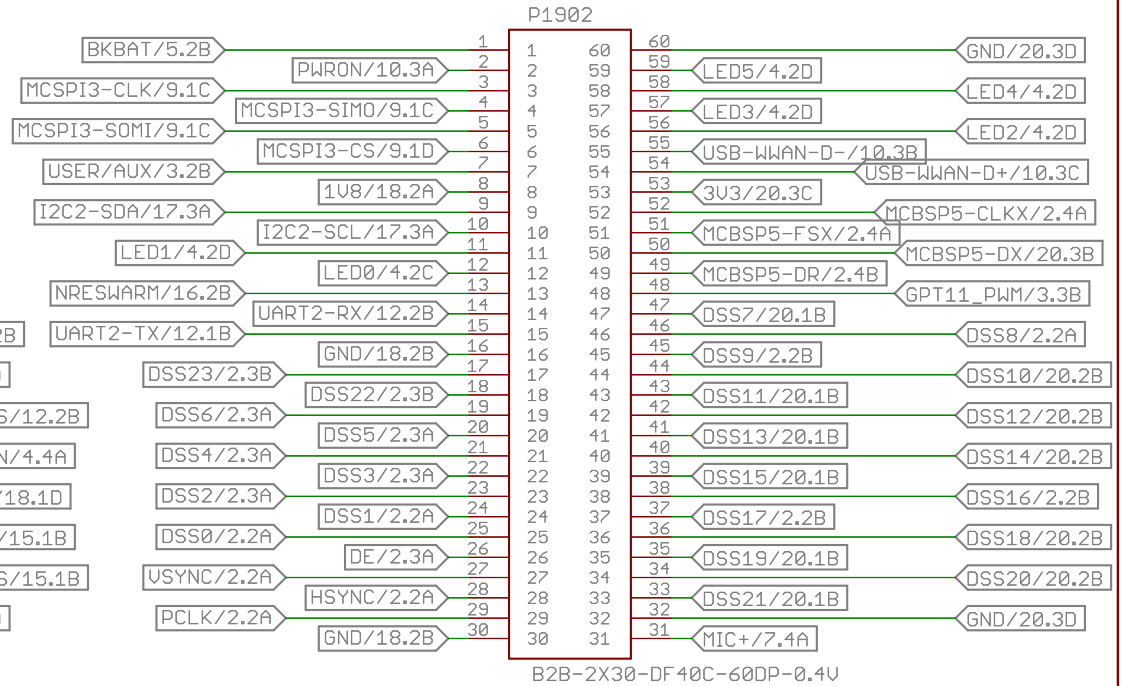 P1902
BKBAT/5.2B 1 1 60 60 GND/20.3D
PWRON/10.3A 2 2 59 59 LED5/4.2D
MCSPI3-CLK/9.1C 3 3 58 58 LED4/4.2D
MCSPI3-SIMO/9.1C 4 4 57 57 LED3/4.2D
MCSPI3-SOMI/9.1C 5 5 56 56 LED2/4.2D
MCSPI3-CS/9.1D 6 6 55 55 USB-WWAN-D-/10.3B
USER/AUX/3.2B 7 7 54 54 USB-WWAN-D+/10.3C
1V8/18.2A 8 8 53 53 3V3/20.3C
I2C2-SDA/17.3A 9 9 52 52 MCBSP5-CLKX/2.4A
I2C2-SCL/17.3A 10 10 51 51 MCBSP5-FSX/2.4A
LED1/4.2D 11 11 50 50 MCBSP5-DX/20.3B
LED0/4.2C 12 12 49 49 MCBSP5-DR/2.4B
NRESWARM/16.2B 13 13 48 48 GPT11_PWM/3.3B
UART2-RX/12.2B 14 14 47 47 DSS7/20.1B
2B UART2-TX/12.1B 15 15 46 46 DSS8/2.2A
GND/18.2B 16 16 45 45 DSS9/2.2B
DSS23/2.3B 17 17 44 44 DSS10/20.2B
DSS22/2.3B 18 18 43 43 DSS11/20.1B
S/12.2B DSS6/2.3A 19 19 42 42 DSS12/20.2B
DSS5/2.3A 20 20 41 41 DSS13/20.1B
N/4.4A DSS4/2.3A 21 21 40 40 DSS14/20.2B
DSS3/2.3A 22 22 39 39 DSS15/20.1B
/18.1D DSS2/2.3A 23 23 38 38 DSS16/2.2B
DSS1/2.2A 24 24 37 37 DSS17/2.2B
/15.1B DSS0/2.2A 25 25 36 36 DSS18/20.2B
DE/2.3A 26 26 35 35 DSS19/20.1B
S/15.1B VSYNC/2.2A 27 27 34 34 DSS20/20.2B
HSYNC/2.2A 28 28 33 33 DSS21/20.1B
PCLK/2.2A 29 29 32 32 GND/20.3D
GND/18.2B 30 30 31 31 MIC+/7.4A
B2B-2X30-DF40C-60DP-0.4V